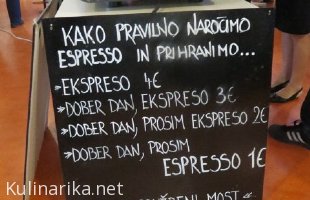 KAKO PRAVILNO NAROČIMO
ESPRESSO IN PRIHRANIMO...
»EKSPRESO 4€
»DOBER DAN, EKSPRESO 3€
»DOBER DAN, PROSIM EKSPRESO 2€
»DOBER DAN, PROSIM
ESPRESSO 1€
Kulinarika.net
MOST